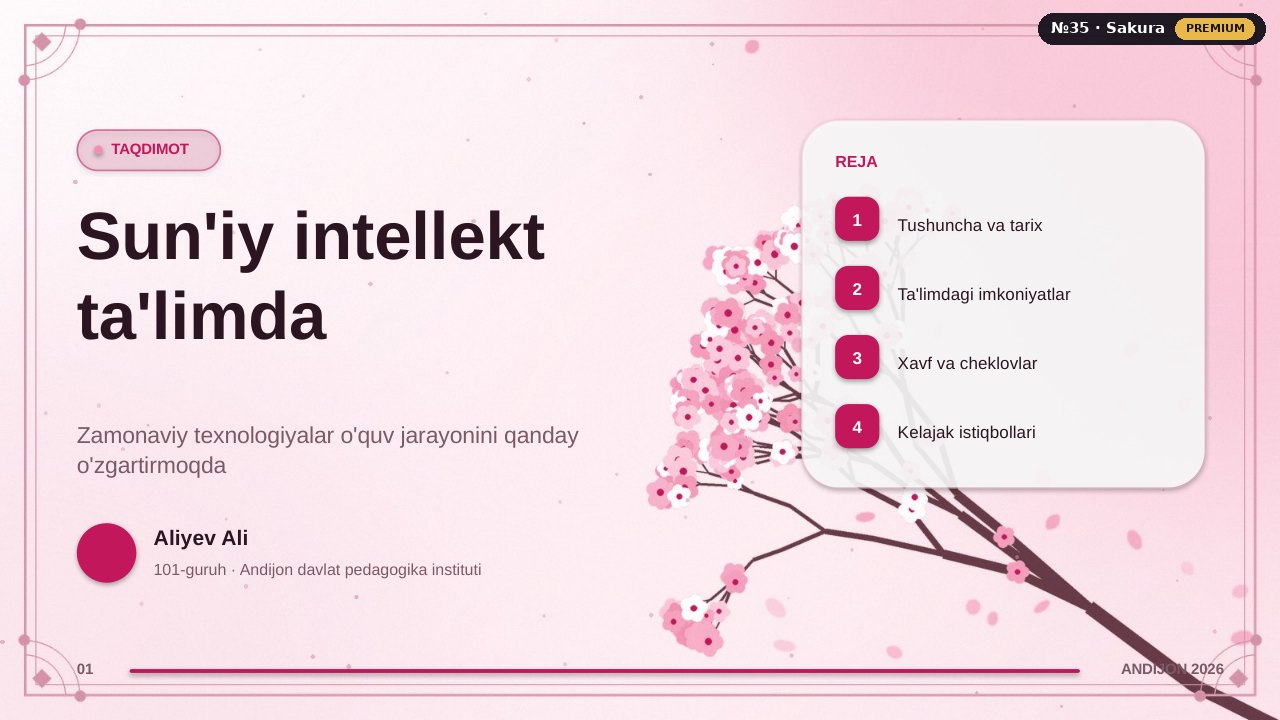 №35 · Sakura PREMIUM
TAQDIMOT
Sun'iy intellekt
ta'limda
Zamonaviy texnologiyalar o'quv jarayonini qanday
o'zgartirmoqda
Aliyev Ali
101-guruh · Andijon davlat pedagogika instituti
REJA
1 Tushuncha va tarix
2 Ta'limdagi imkoniyatlar
3 Xavf va cheklovlar
4 Kelajak istiqbollari
01
ANDIJON 2026